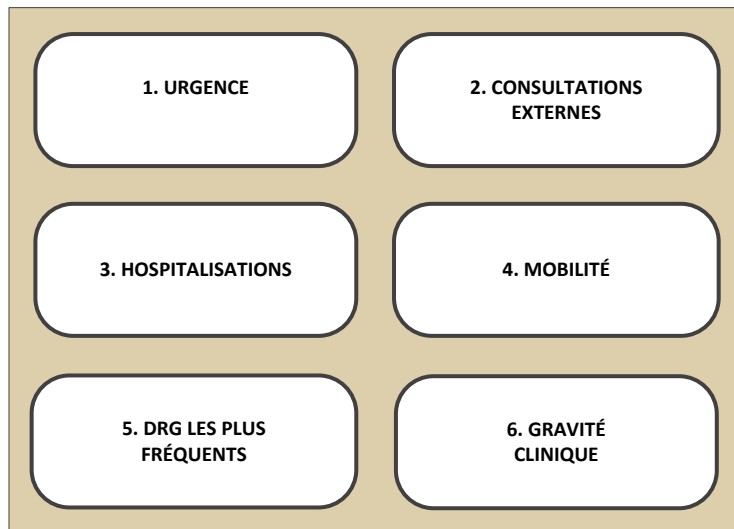 1. URGENCE
2. CONSULTATIONS
EXTERNES
3. HOSPITALISATIONS
4. MOBILITÉ
5. DRG LES PLUS
FRÉQUENTS
6. GRAVITÉ
CLINIQUE